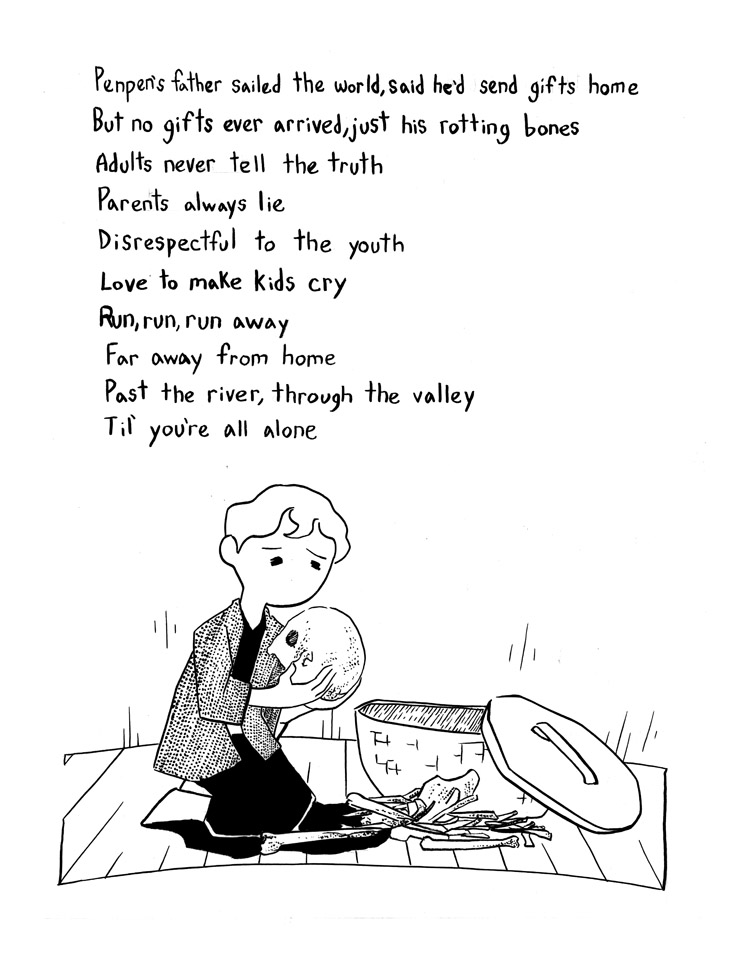 Penpen's father sailed the world, said he'd send gifts home
But no gifts ever arrived, just his rotting bones
Adults never tell the truth
Parents always lie
Disrespectful to the youth
Love to make kids cry
Run, run, run away
Far away from home
Past the river, through the valley
Til' you're all alone